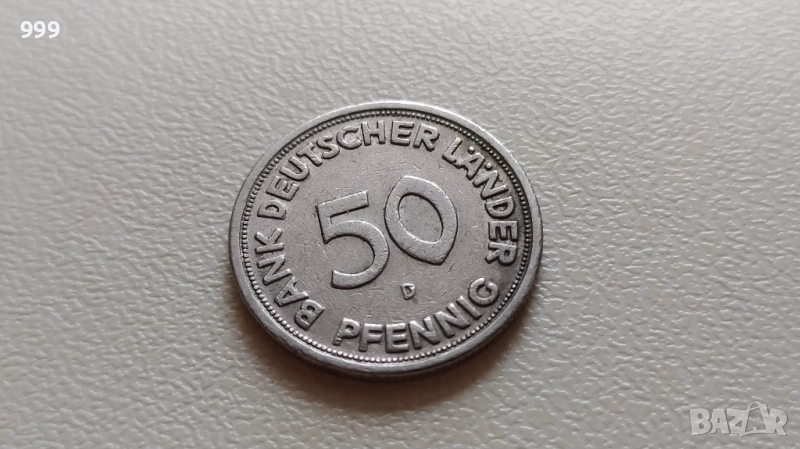 999
BANK DEUTSCHER LÄNDER
50
D
PFENNIG
BAZAR